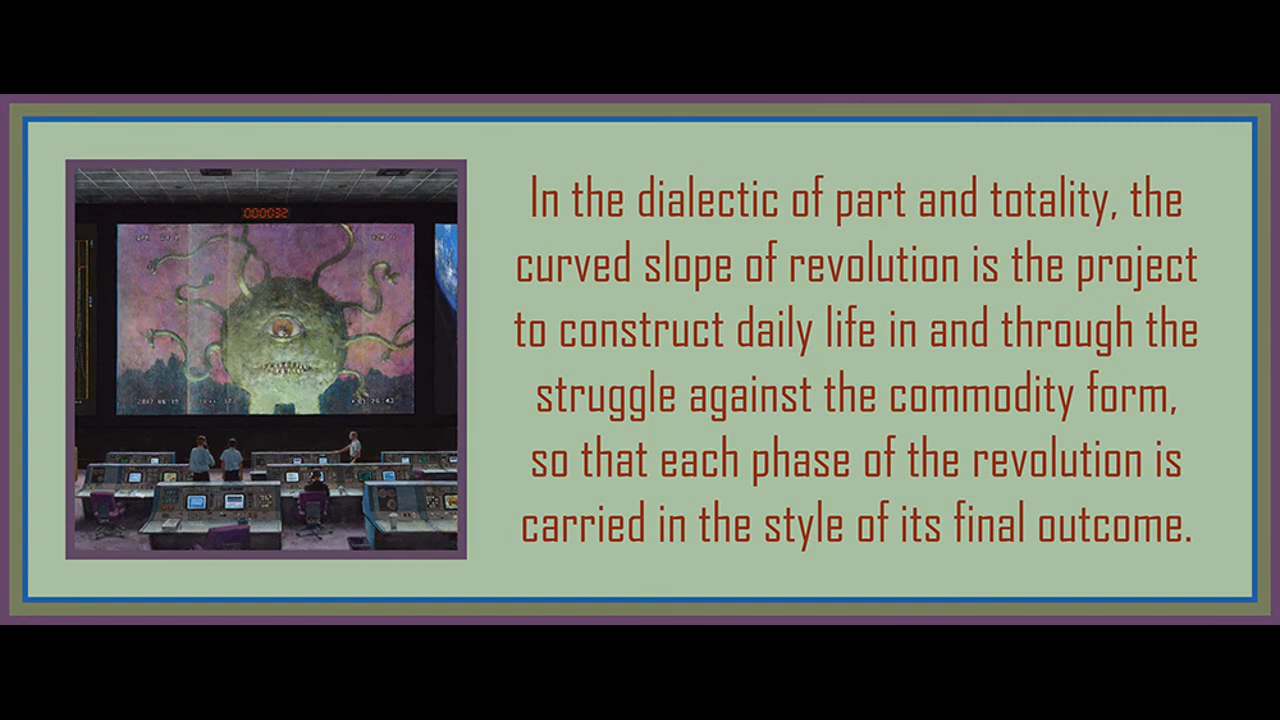 000032
In the dialectic of part and totality, the
curved slope of revolution is the project
to construct daily life in and through the
struggle against the commodity form,
so that each phase of the revolution is
carried in the style of its final outcome.